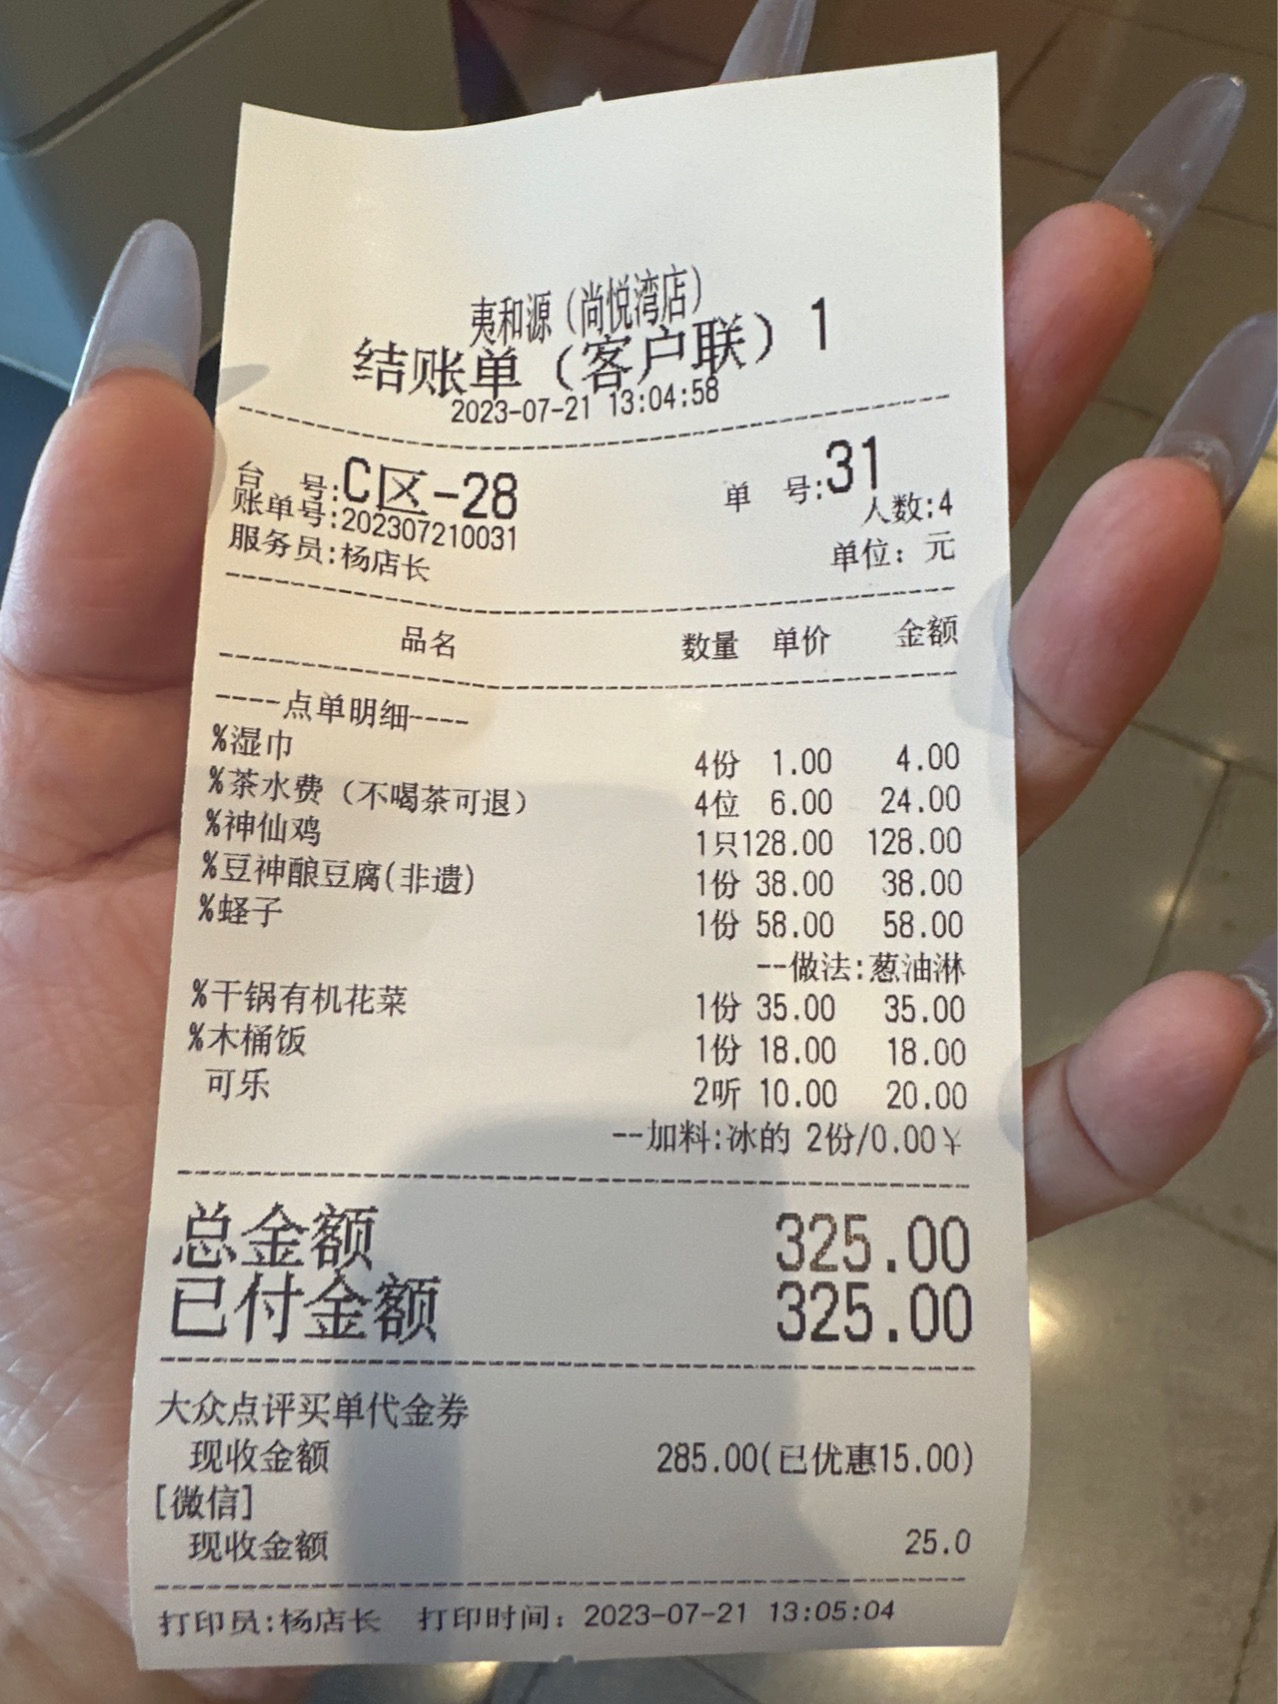 夷和源（尚悦湾店）
结账单（客户联）1
2023-07-21 13:04:58
台 号:C区-28 单 号:31
账单号:202307210031 人数:4
服务员:杨店长 单位：元
品名 数量 单价 金额
----点单明细----
%湿巾 4份 1.00 4.00
%茶水费（不喝茶可退） 4位 6.00 24.00
%神仙鸡 1只128.00 128.00
%豆神酿豆腐(非遗) 1份 38.00 38.00
%蛏子 1份 58.00 58.00
--做法:葱油淋
%干锅有机花菜 1份 35.00 35.00
%木桶饭 1份 18.00 18.00
可乐 2听 10.00 20.00
--加料:冰的 2份/0.00¥
总金额 325.00
已付金额 325.00
大众点评买单代金券
现收金额 285.00(已优惠15.00)
[微信]
现收金额 25.0
打印员:杨店长 打印时间：2023-07-21 13:05:04